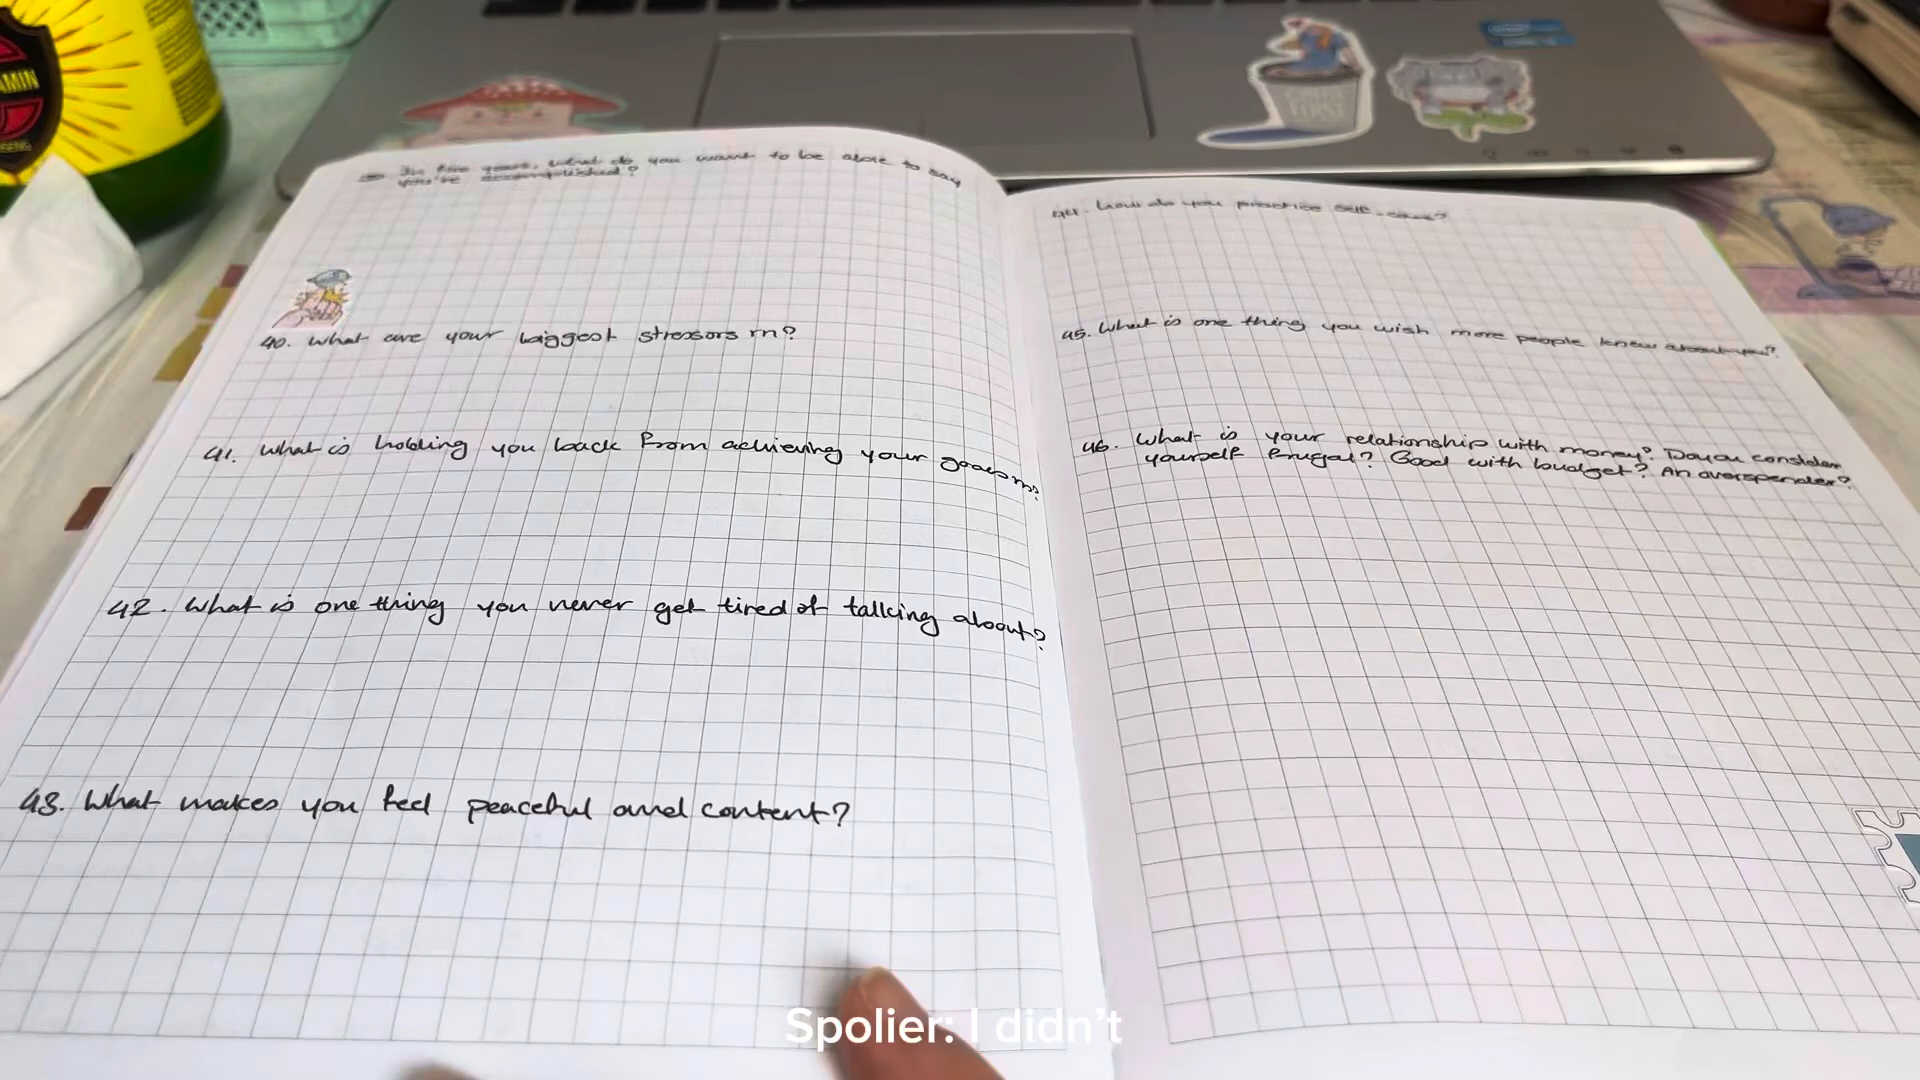 AMIN
In five years, what do you want to be able to say
you've accomplished?
40. What are your biggest stressors rn?
41. What is holding you back from achieving your goals rn?
42. What is one thing you never get tired of talking about?
43. What makes you feel peaceful and content?
44. How do you practice self-care?
45. What is one thing you wish more people knew about you?
46. What is your relationship with money? Do you consider
yourself frugal? Good with budget? An overspender?
FIRST
Spolier: I didn't